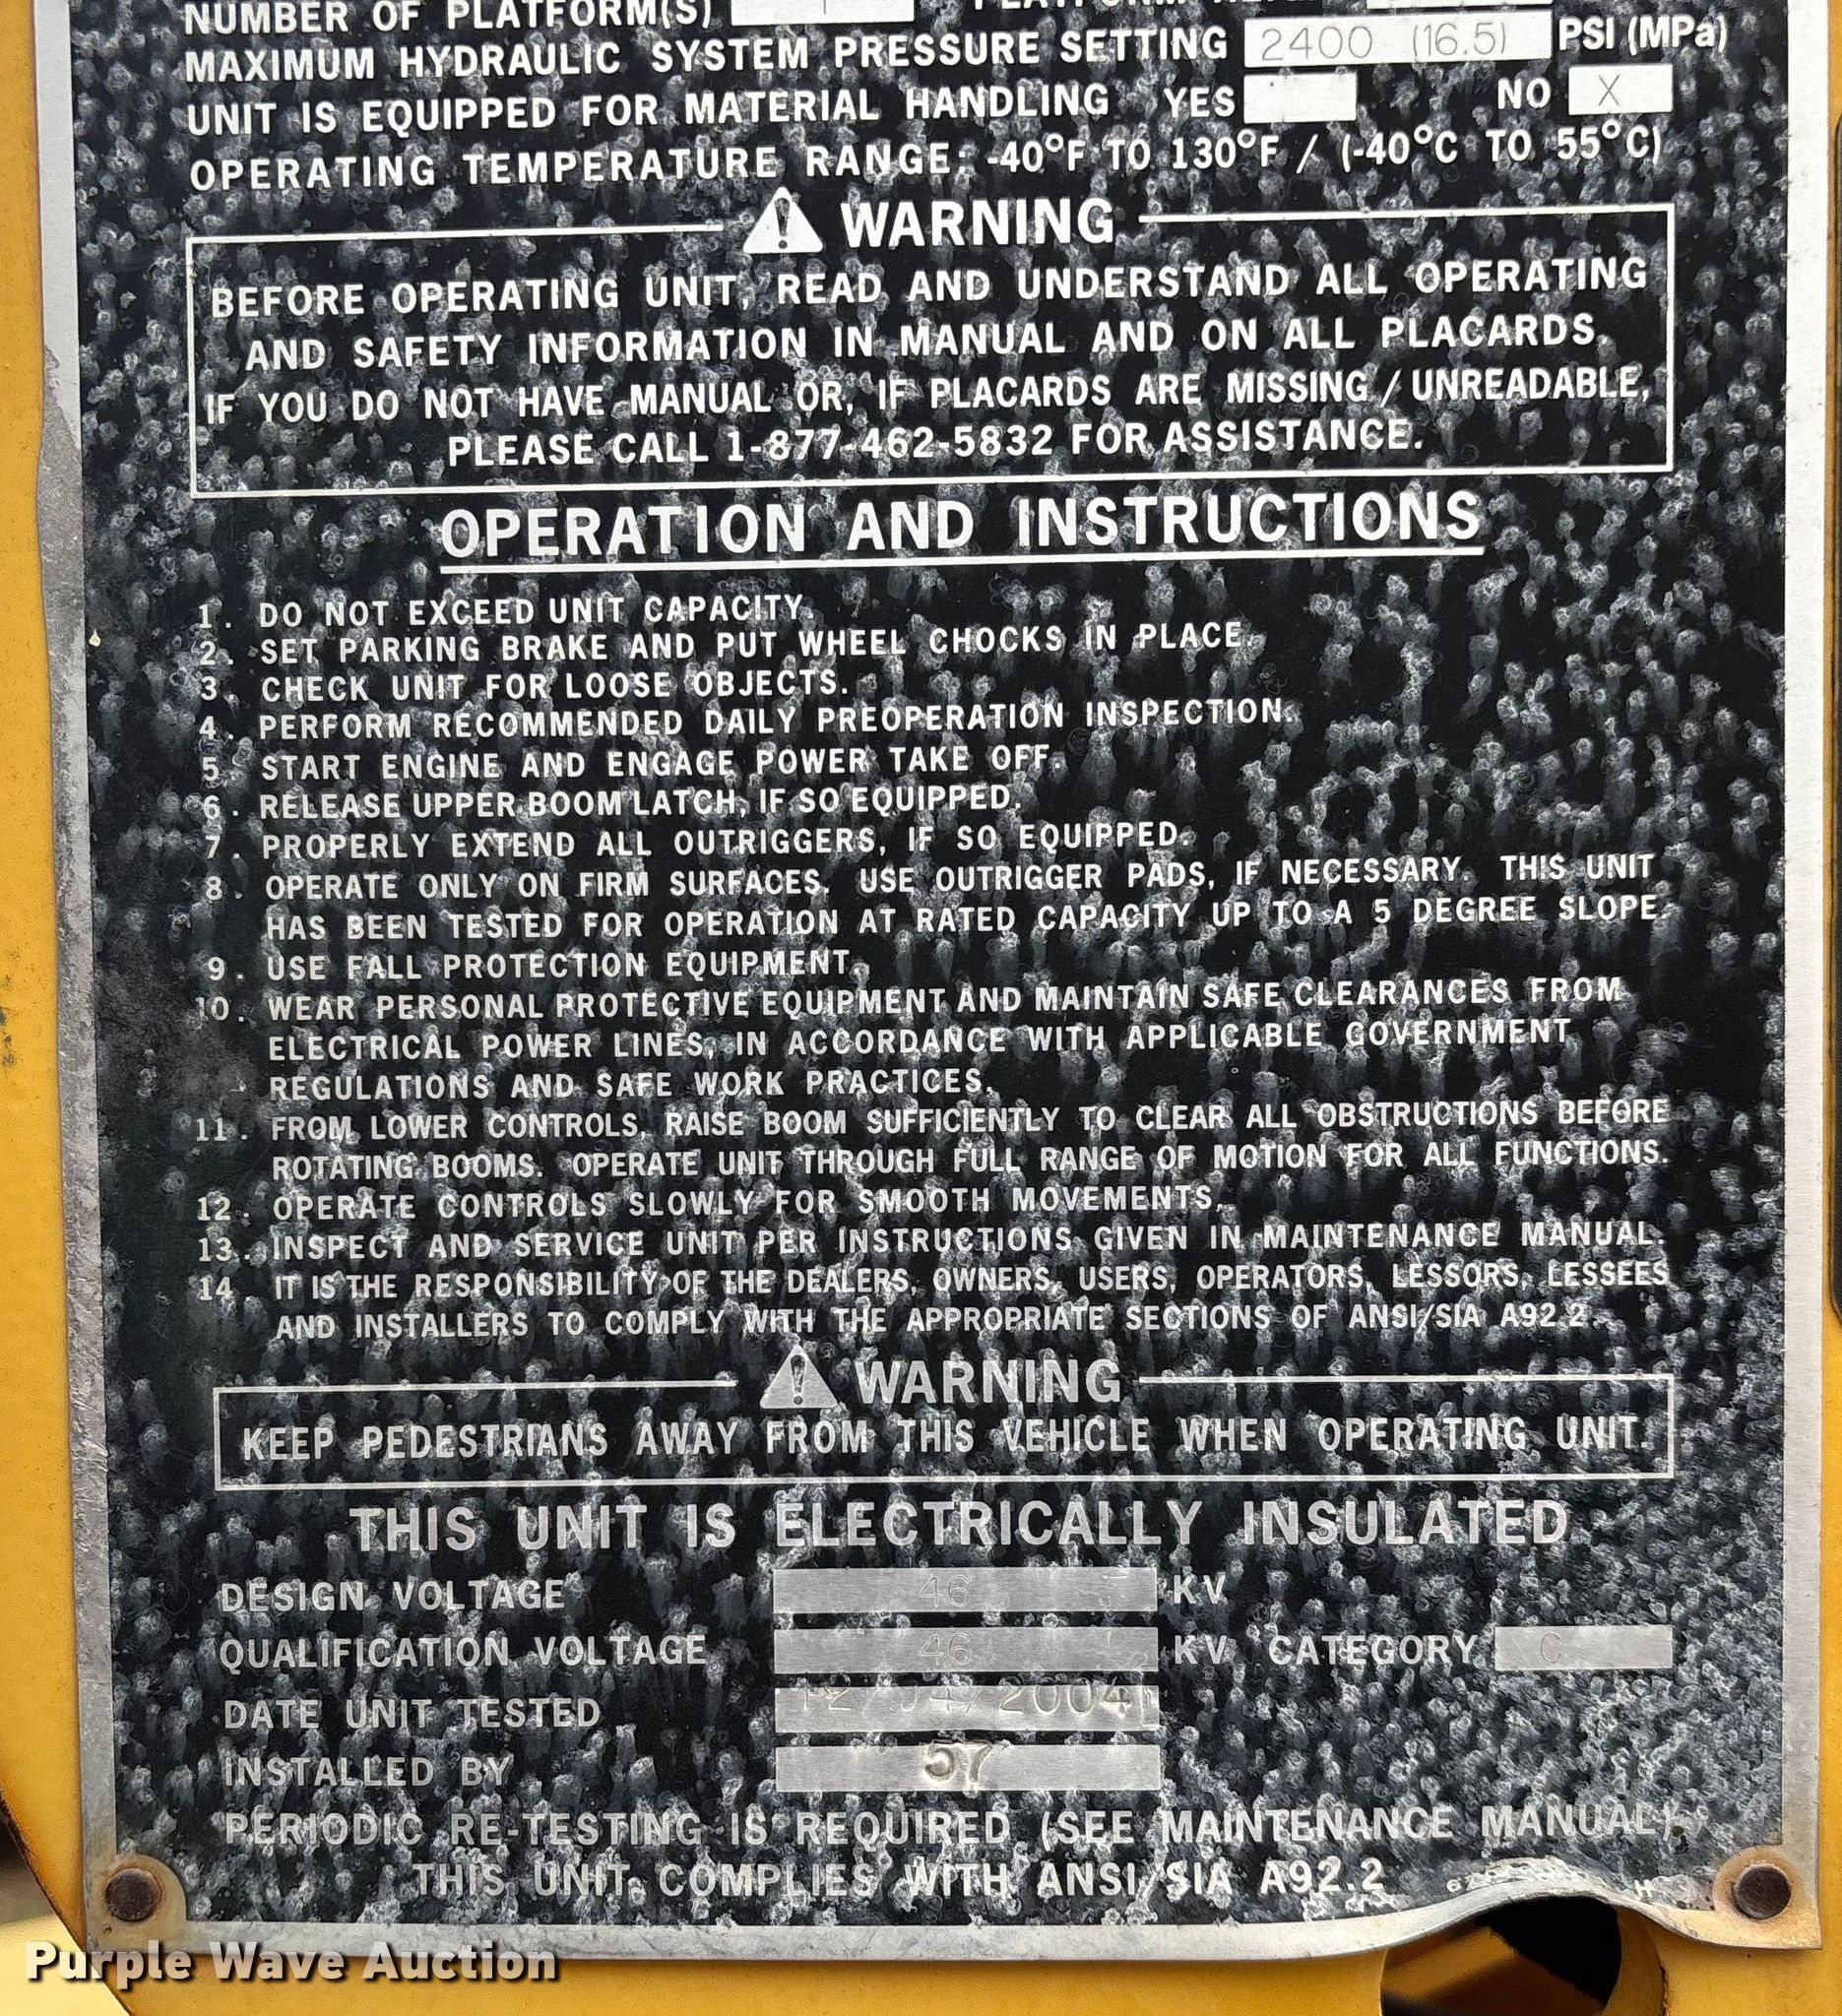 NUMBER OF PLATFORM(S)
MAXIMUM HYDRAULIC SYSTEM PRESSURE SETTING 2400 (16.5) PSI (MPa)
UNIT IS EQUIPPED FOR MATERIAL HANDLING YES NO X
OPERATING TEMPERATURE RANGE: -40°F TO 130°F / (-40°C TO 55°C)
WARNING
BEFORE OPERATING UNIT, READ AND UNDERSTAND ALL OPERATING
AND SAFETY INFORMATION IN MANUAL AND ON ALL PLACARDS.
IF YOU DO NOT HAVE MANUAL OR, IF PLACARDS ARE MISSING / UNREADABLE,
PLEASE CALL 1-877-462-5832 FOR ASSISTANCE.
OPERATION AND INSTRUCTIONS
1. DO NOT EXCEED UNIT CAPACITY.
2. SET PARKING BRAKE AND PUT WHEEL CHOCKS IN PLACE.
3. CHECK UNIT FOR LOOSE OBJECTS.
4. PERFORM RECOMMENDED DAILY PREOPERATION INSPECTION.
5. START ENGINE AND ENGAGE POWER TAKE OFF.
6. RELEASE UPPER BOOM LATCH, IF SO EQUIPPED.
7. PROPERLY EXTEND ALL OUTRIGGERS, IF SO EQUIPPED.
8. OPERATE ONLY ON FIRM SURFACES. USE OUTRIGGER PADS, IF NECESSARY. THIS UNIT
HAS BEEN TESTED FOR OPERATION AT RATED CAPACITY UP TO A 5 DEGREE SLOPE.
9. USE FALL PROTECTION EQUIPMENT.
10. WEAR PERSONAL PROTECTIVE EQUIPMENT AND MAINTAIN SAFE CLEARANCES FROM
ELECTRICAL POWER LINES, IN ACCORDANCE WITH APPLICABLE GOVERNMENT
REGULATIONS AND SAFE WORK PRACTICES.
11. FROM LOWER CONTROLS, RAISE BOOM SUFFICIENTLY TO CLEAR ALL OBSTRUCTIONS BEFORE
ROTATING BOOMS. OPERATE UNIT THROUGH FULL RANGE OF MOTION FOR ALL FUNCTIONS.
12. OPERATE CONTROLS SLOWLY FOR SMOOTH MOVEMENTS.
13. INSPECT AND SERVICE UNIT PER INSTRUCTIONS GIVEN IN MAINTENANCE MANUAL.
14. IT IS THE RESPONSIBILITY OF THE DEALERS, OWNERS, USERS, OPERATORS, LESSORS, LESSEES
AND INSTALLERS TO COMPLY WITH THE APPROPRIATE SECTIONS OF ANSI/SIA A92.2.
WARNING
KEEP PEDESTRIANS AWAY FROM THIS VEHICLE WHEN OPERATING UNIT.
THIS UNIT IS ELECTRICALLY INSULATED
DESIGN VOLTAGE 46 KV
QUALIFICATION VOLTAGE 46 KV CATEGORY C
DATE UNIT TESTED
INSTALLED BY 57
PERIODIC RE-TESTING IS REQUIRED (SEE MAINTENANCE MANUAL).
THIS UNIT COMPLIES WITH ANSI/SIA A92.2
Purple Wave Auction